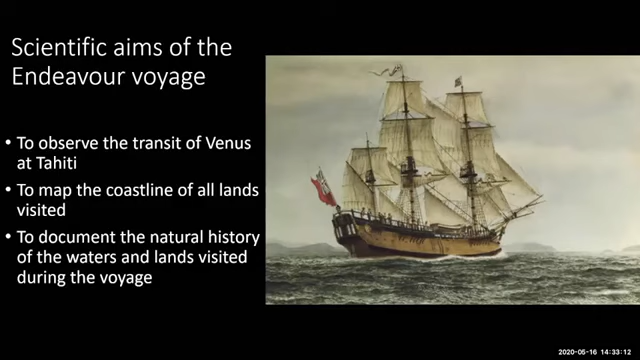 Scientific aims of the
Endeavour voyage
• To observe the transit of Venus
at Tahiti
• To map the coastline of all lands
visited
• To document the natural history
of the waters and lands visited
during the voyage
2020-05-16 14:33:12